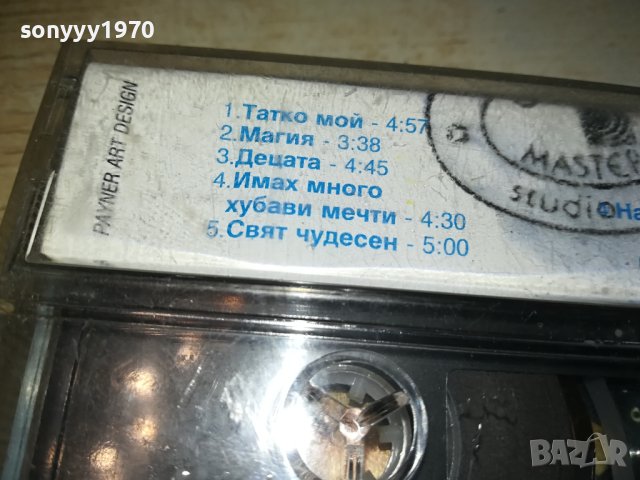 sonyyy1970
PAYNER ART DESIGN
1.Татко мой - 4:57
2.Магия - 3:38
3.Децата - 4:45
4.Имах много
хубави мечти - 4:30
5.Свят чудесен - 5:00
MASTER
studio
BAZAR